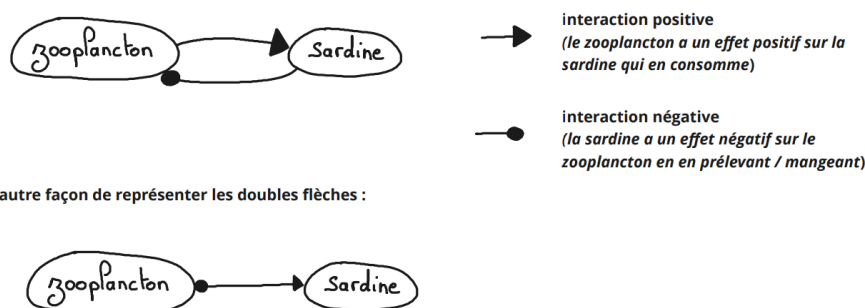 zooplancton
Sardine
interaction positive
(le zooplancton a un effet positif sur la
sardine qui en consomme)
interaction négative
(la sardine a un effet négatif sur le
zooplancton en en prélevant / mangeant)
autre façon de représenter les doubles flèches :
zooplancton
Sardine